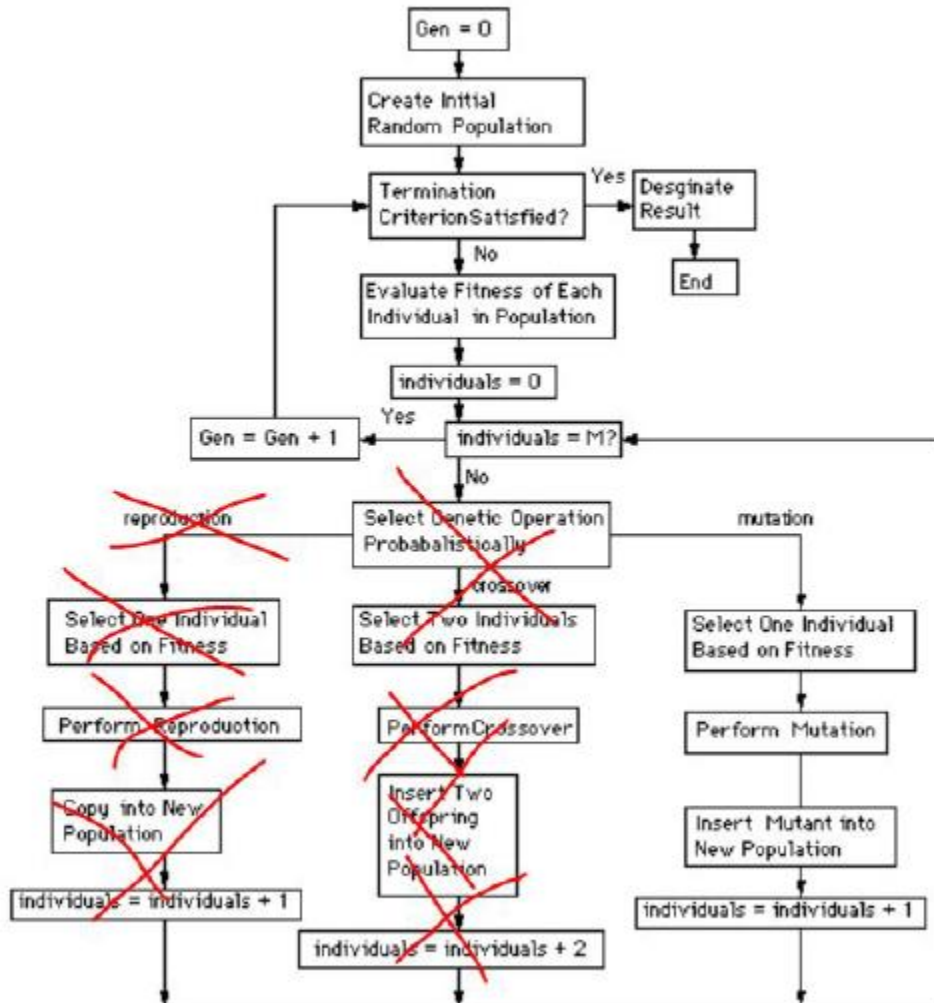 Gen = 0
Create Initial
Random Population
Termination
Criterion Satisfied?
Yes
Desginate
Result
End
No
Evaluate Fitness of Each
Individual in Population
individuals = 0
Yes
Gen = Gen + 1
individuals = M?
No
reproduction
Select Genetic Operation
Probabalistically
mutation
crossover
Select One Individual
Based on Fitness
Select Two Individuals
Based on Fitness
Select One Individual
Based on Fitness
Perform Reproduction
Perform Crossover
Perform Mutation
Copy into New
Population
Insert Two
Offspring
into New
Population
Insert Mutant into
New Population
individuals = individuals + 1
individuals = individuals + 2
individuals = individuals + 1